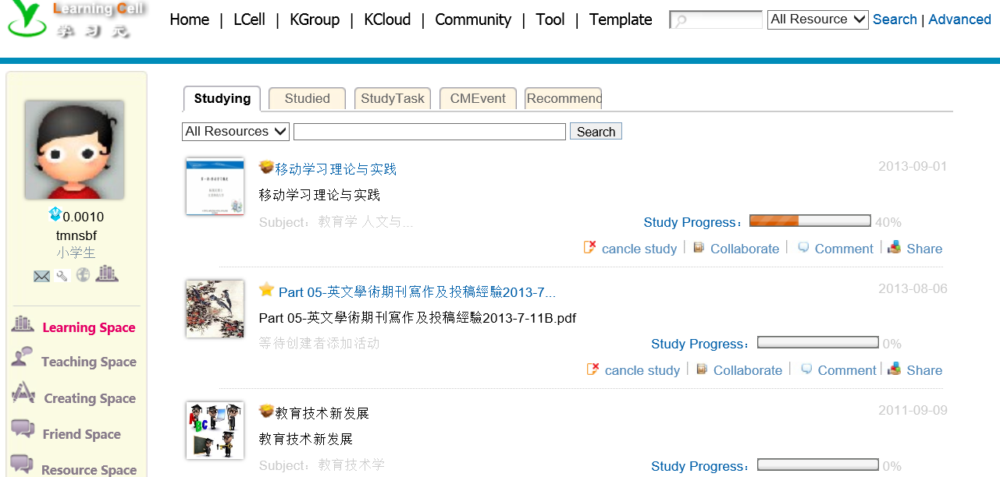 Learning Cell
学 习 元
Home | LCell | KGroup | KCloud | Community | Tool | Template All Resource Search | Advanced
Studying Studied StudyTask CMEvent Recommend
All Resources Search
0.0010
tmnsbf
小学生
Learning Space
Teaching Space
Creating Space
Friend Space
Resource Space
移动学习理论与实践 2013-09-01
移动学习理论与实践
Subject：教育学 人文与... Study Progress： 40%
cancle study | Collaborate | Comment | Share
Part 05-英文學術期刊寫作及投稿經驗2013-7... 2013-08-06
Part 05-英文學術期刊寫作及投稿經驗2013-7-11B.pdf
等待创建者添加活动 Study Progress： 0%
cancle study | Collaborate | Comment | Share
教育技术新发展 2011-09-09
教育技术新发展
Subject：教育技术学 Study Progress： 0%